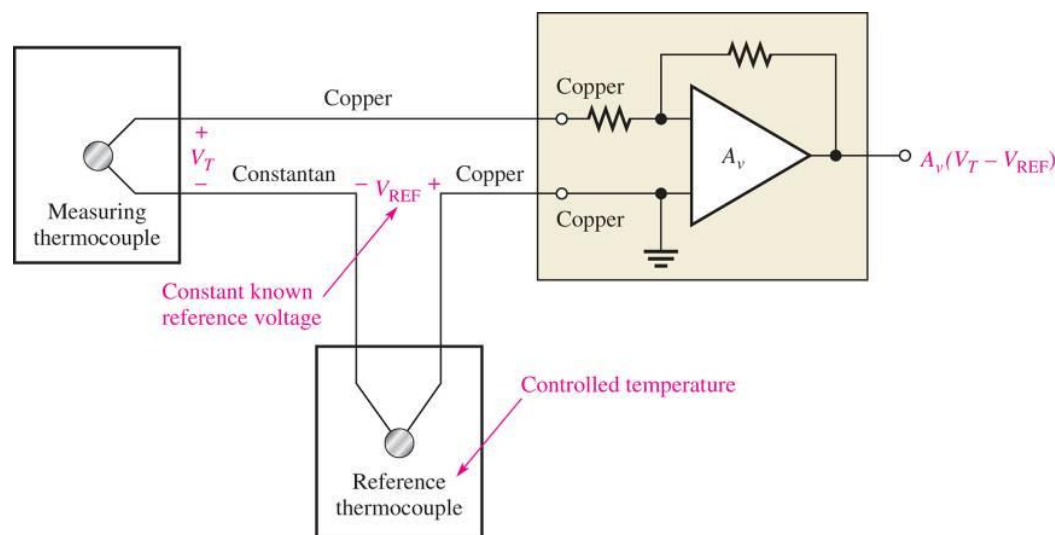 Copper
Copper
+
V_T
−
Constantan
− V_REF +
Copper
A_v
A_v(V_T − V_REF)
Copper
Measuring
thermocouple
Constant known
reference voltage
Controlled temperature
Reference
thermocouple